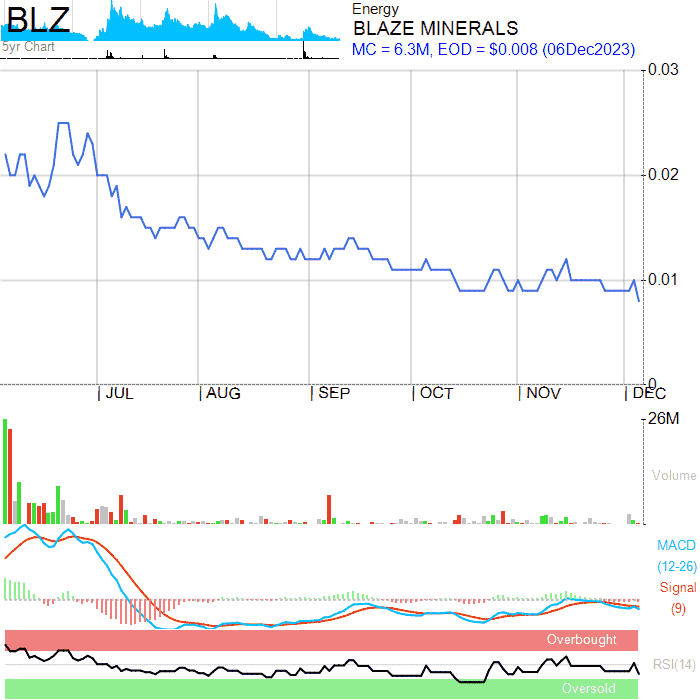 BLZ
5yr Chart
Energy
BLAZE MINERALS
MC = 6.3M, EOD = $0.008 (06Dec2023)
0.03
0.02
0.01
0
JUL AUG SEP OCT NOV DEC
26M
Volume
MACD
(12-26)
Signal
(9)
Overbought
RSI(14)
Oversold